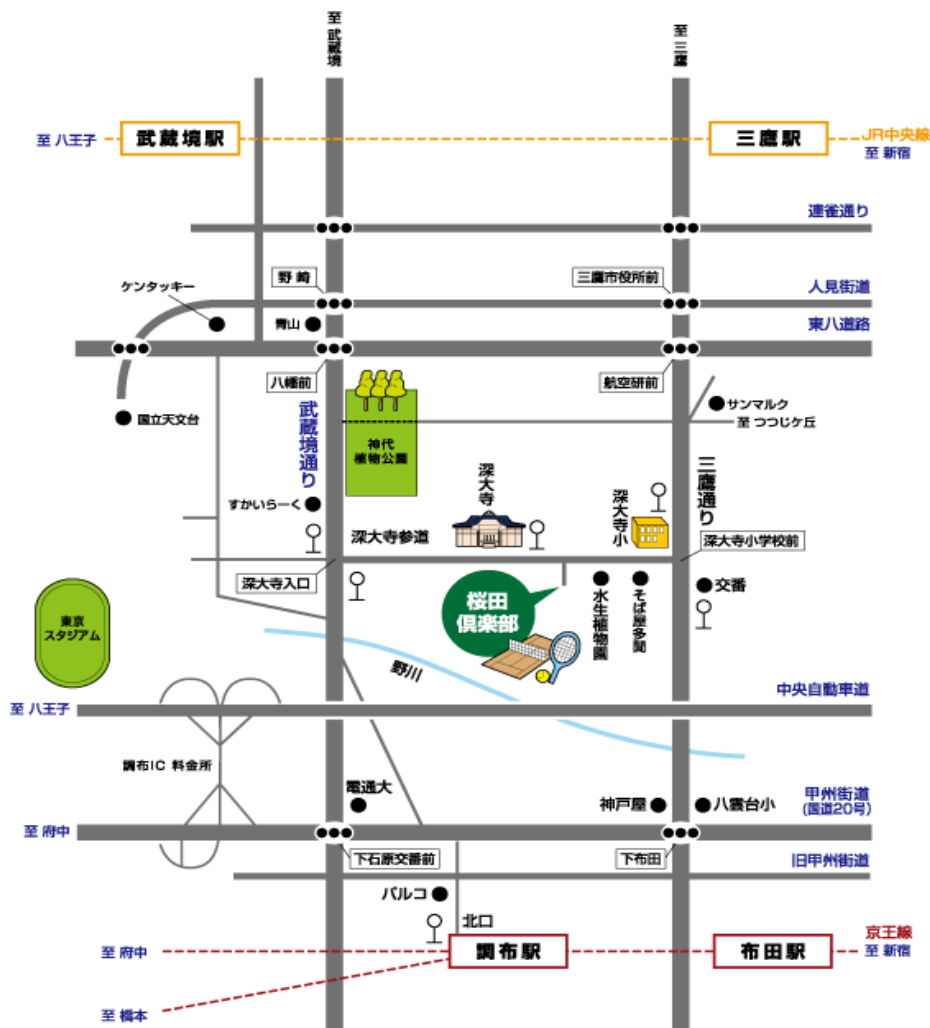 至 武蔵境
至 三鷹
至 八王子
武蔵境駅
三鷹駅
JR中央線
至 新宿
連雀通り
野崎
三鷹市役所前
人見街道
ケンタッキー
青山
東八道路
八幡前
航空研前
国立天文台
サンマルク
至 つつじケ丘
武蔵境通り
神代
植物公園
三鷹通り
深大寺
深大寺小
すかいらーく
深大寺参道
深大寺小学校前
深大寺入口
交番
桜田
倶楽部
水生植物園
そば屋多聞
東京
スタジアム
野川
中央自動車道
至 八王子
調布IC 料金所
電通大
神戸屋
八雲台小
甲州街道
(国道20号)
至 府中
下石原交番前
下布田
旧甲州街道
パルコ
北口
調布駅
布田駅
京王線
至 新宿
至 府中
至 橋本